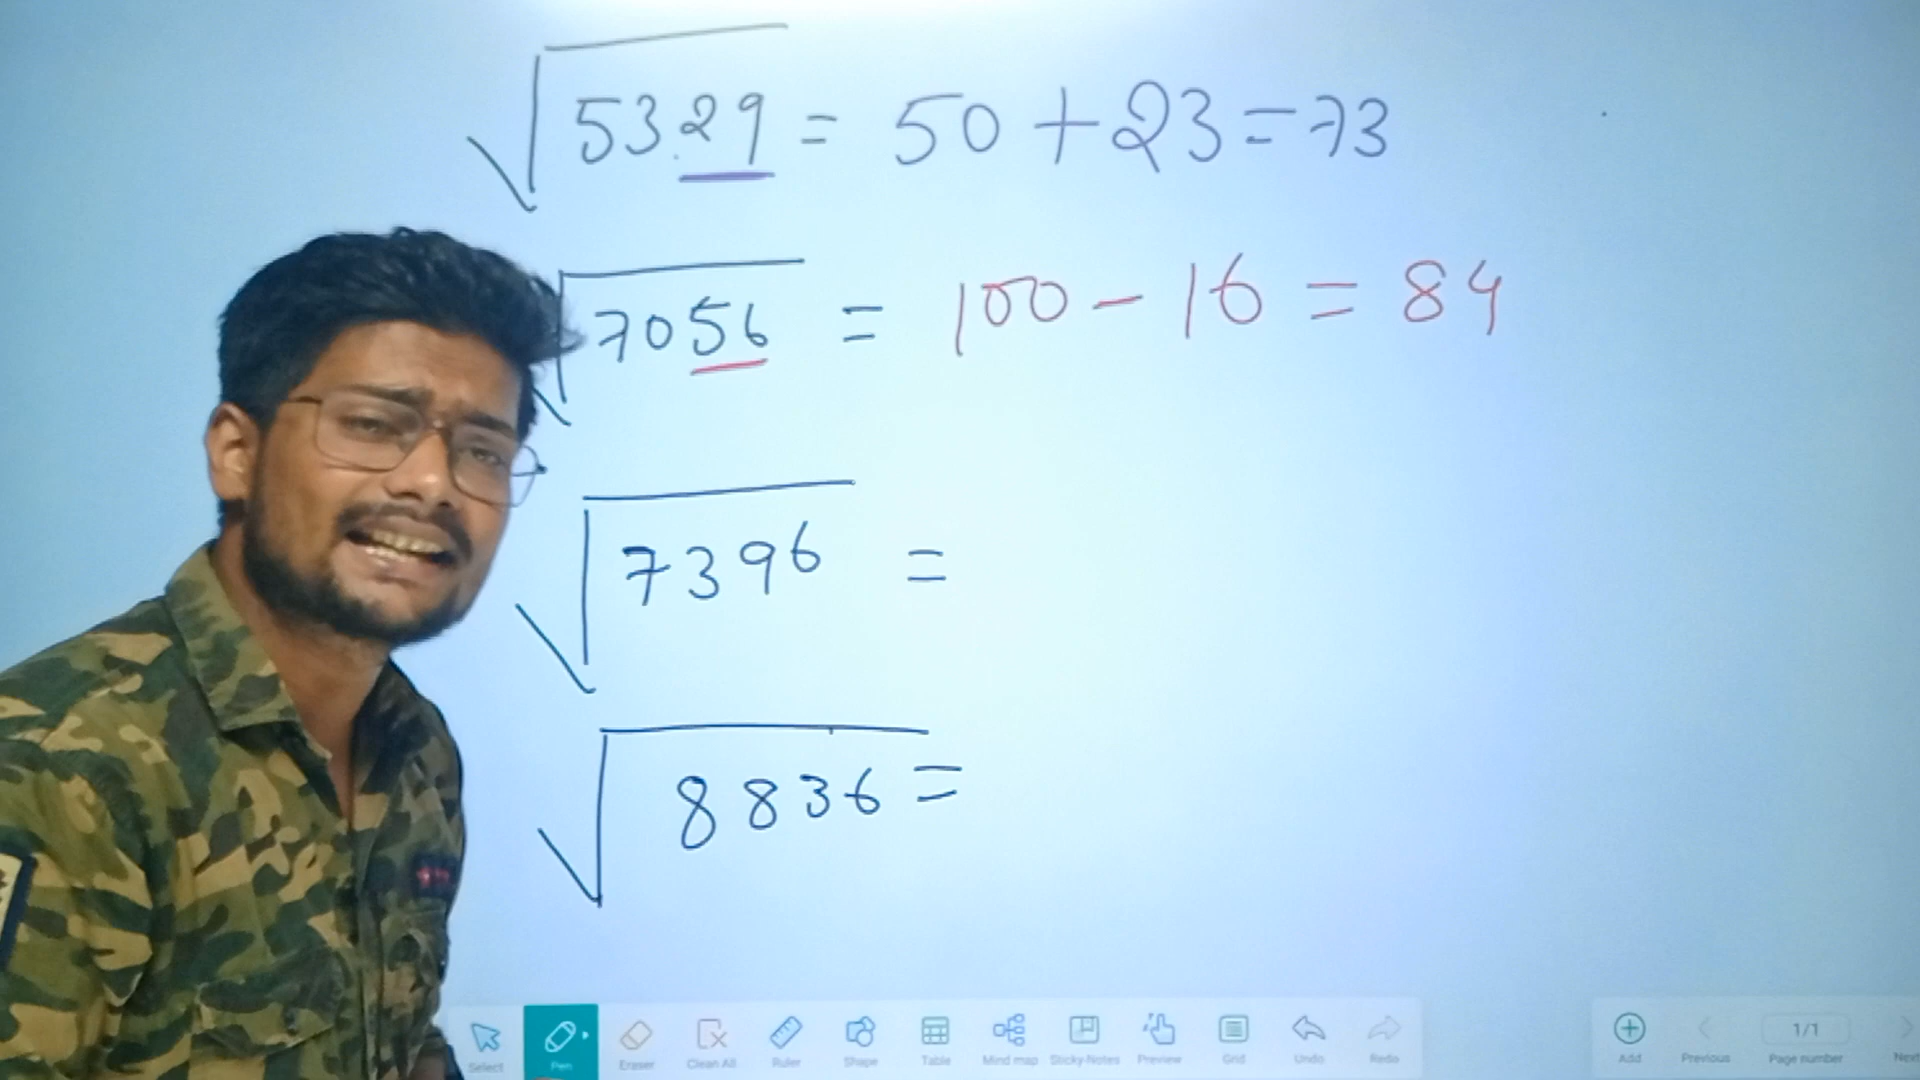 √5329 = 50 + 23 = 73
√7056 = 100 - 16 = 84
√7396 =
√8836 =
Select Pen Eraser Clean All Ruler Shape Table Mind map Sticky-Notes Preview Grid Undo Redo Add Previous 1/1 Page number Next